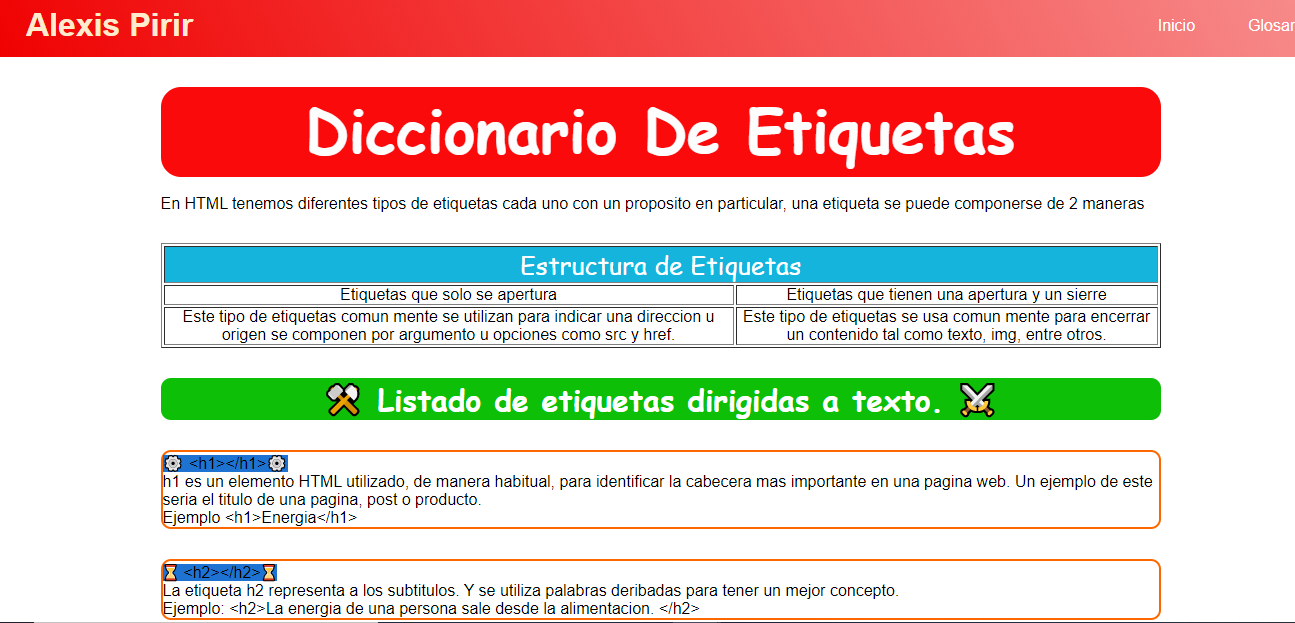 Alexis Pirir
Inicio
Glosar
Diccionario De Etiquetas
En HTML tenemos diferentes tipos de etiquetas cada uno con un proposito en particular, una etiqueta se puede componerse de 2 maneras
Estructura de Etiquetas
Etiquetas que solo se apertura
Etiquetas que tienen una apertura y un sierre
Este tipo de etiquetas comun mente se utilizan para indicar una direccion u
origen se componen por argumento u opciones como src y href.
Este tipo de etiquetas se usa comun mente para encerrar
un contenido tal como texto, img, entre otros.
Listado de etiquetas dirigidas a texto.
<h1></h1>
h1 es un elemento HTML utilizado, de manera habitual, para identificar la cabecera mas importante en una pagina web. Un ejemplo de este
seria el titulo de una pagina, post o producto.
Ejemplo <h1>Energia</h1>
<h2></h2>
La etiqueta h2 representa a los subtitulos. Y se utiliza palabras deribadas para tener un mejor concepto.
Ejemplo: <h2>La energia de una persona sale desde la alimentacion. </h2>